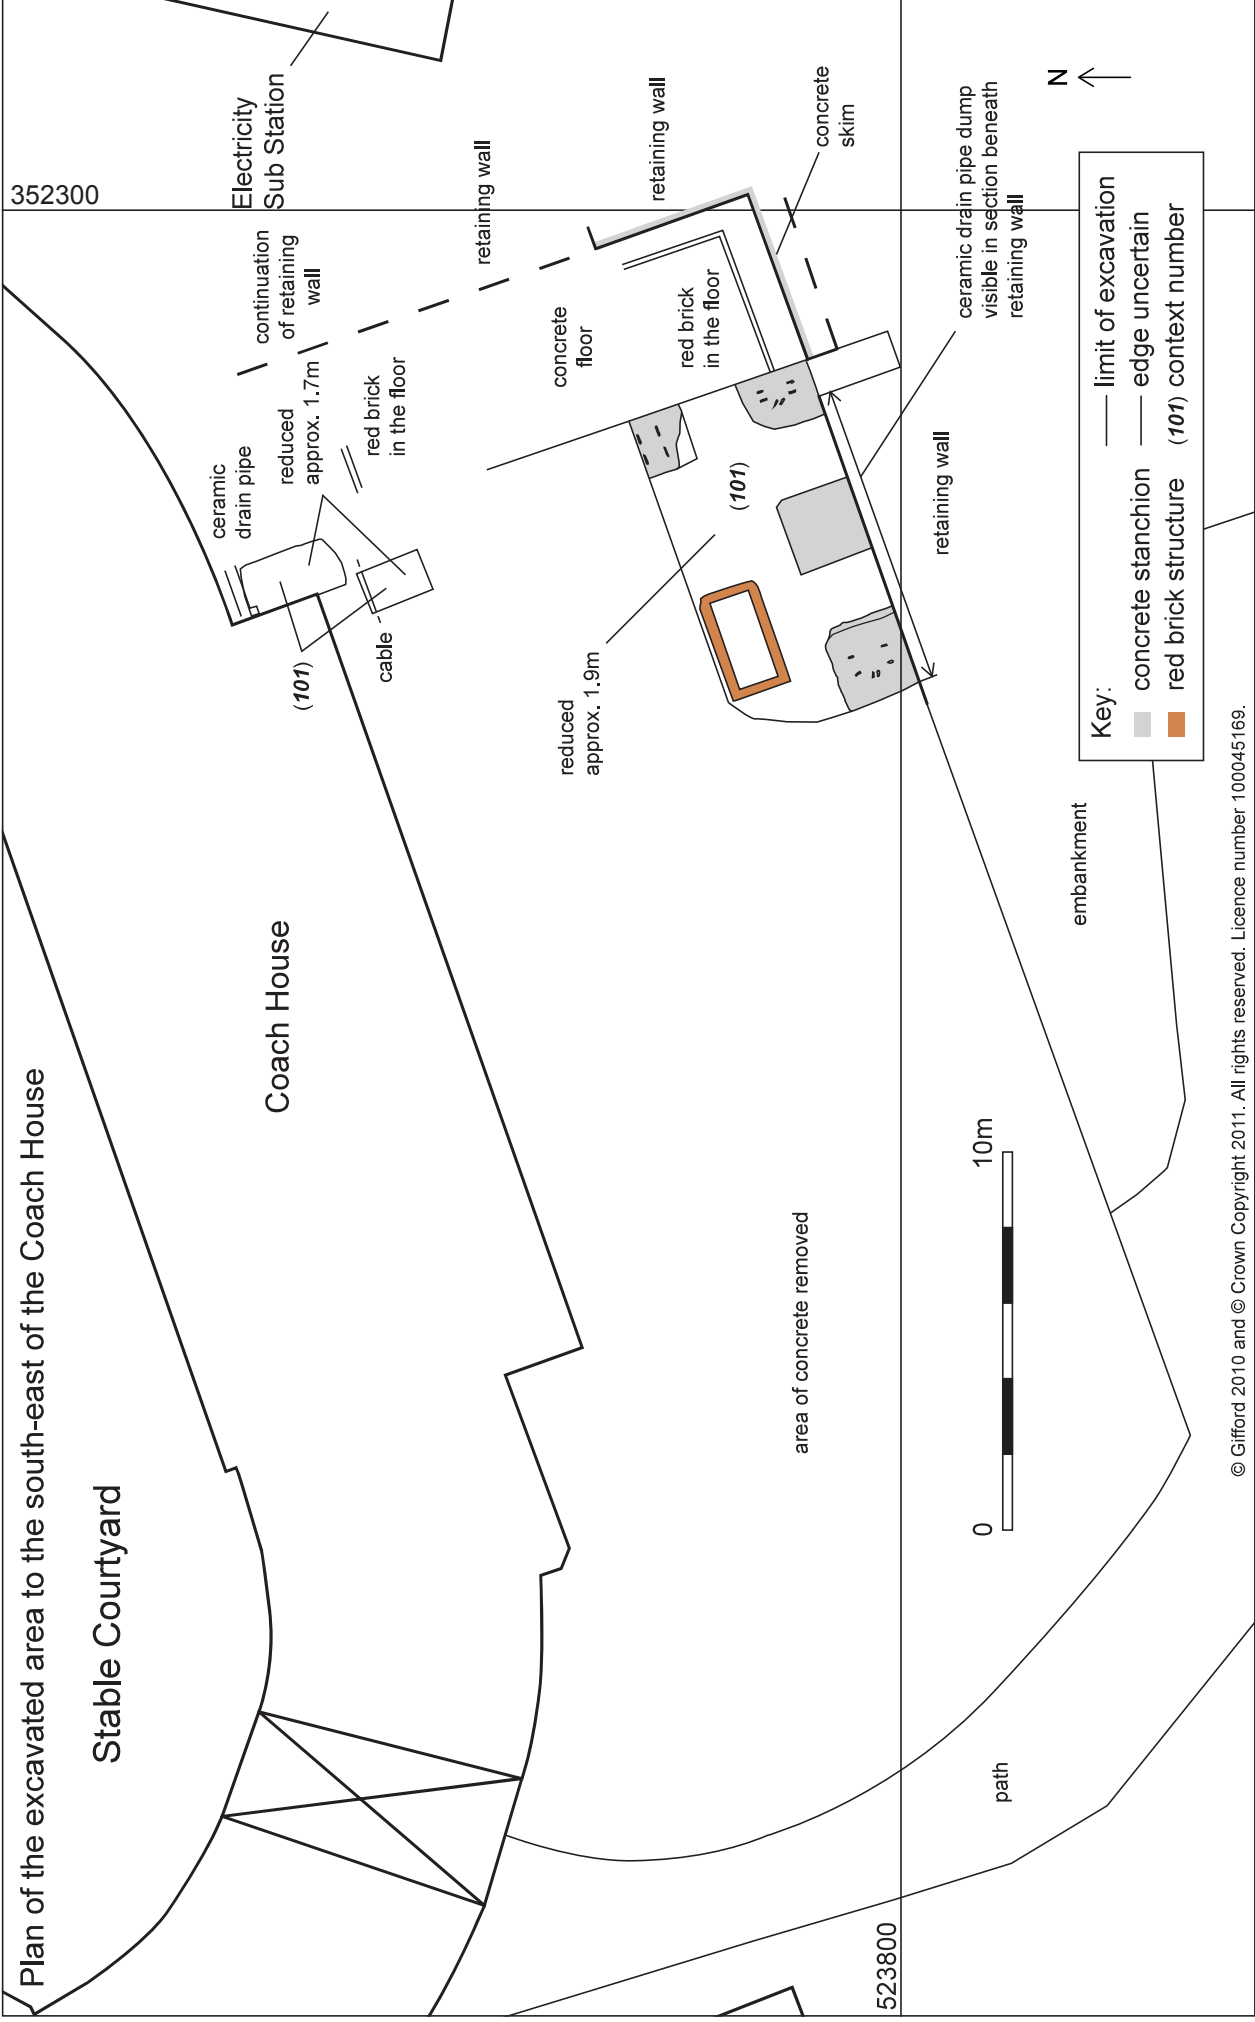 Plan of the excavated area to the south-east of the Coach House
Stable Courtyard
Coach House
352300
Electricity
Sub Station
continuation
of retaining
wall
retaining wall
retaining wall
concrete
skim
ceramic
drain pipe
reduced
approx. 1.7m
red brick
in the floor
(101)
cable
concrete
floor
red brick
in the floor
(101)
reduced
approx. 1.9m
retaining wall
ceramic drain pipe dump
visible in section beneath
retaining wall
area of concrete removed
embankment
path
523800
0
10m
N
Key:
concrete stanchion
red brick structure
limit of excavation
edge uncertain
(101) context number
© Gifford 2010 and © Crown Copyright 2011. All rights reserved. Licence number 100045169.